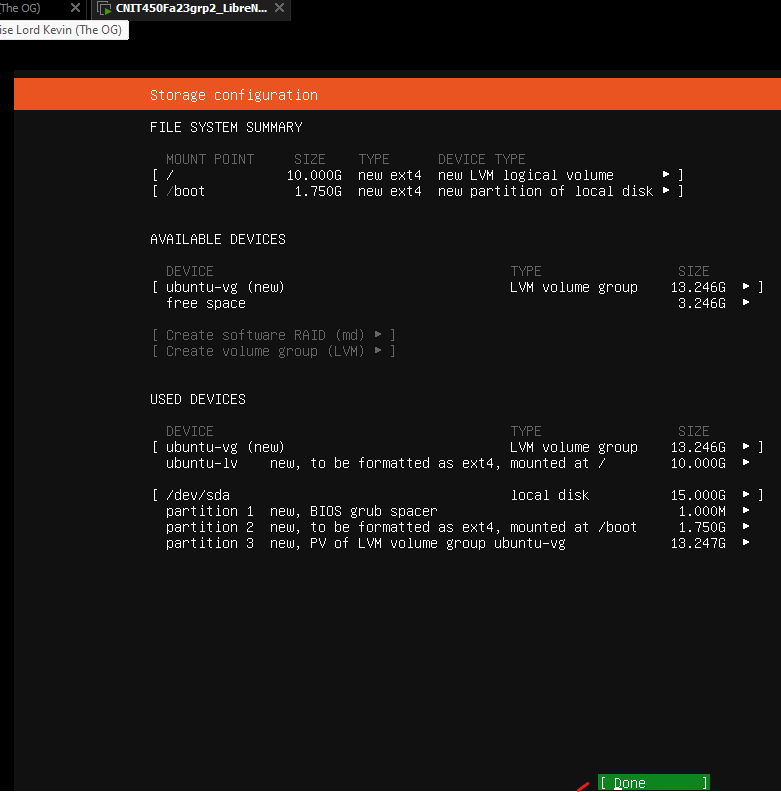 The OG)
CNIT450Fa23grp2_LibreN...
ise Lord Kevin (The OG)
Storage configuration
FILE SYSTEM SUMMARY
MOUNT POINT SIZE TYPE DEVICE TYPE
[ / 10.000G new ext4 new LVM logical volume ▸ ]
[ /boot 1.750G new ext4 new partition of local disk ▸ ]
AVAILABLE DEVICES
DEVICE TYPE SIZE
[ ubuntu-vg (new) LVM volume group 13.246G ▸ ]
free space 3.246G ▸
[ Create software RAID (md) ▸ ]
[ Create volume group (LVM) ▸ ]
USED DEVICES
DEVICE TYPE SIZE
[ ubuntu-vg (new) LVM volume group 13.246G ▸ ]
ubuntu-lv new, to be formatted as ext4, mounted at / 10.000G ▸
[ /dev/sda local disk 15.000G ▸ ]
partition 1 new, BIOS grub spacer 1.000M ▸
partition 2 new, to be formatted as ext4, mounted at /boot 1.750G ▸
partition 3 new, PV of LVM volume group ubuntu-vg 13.247G ▸
[ Done ]